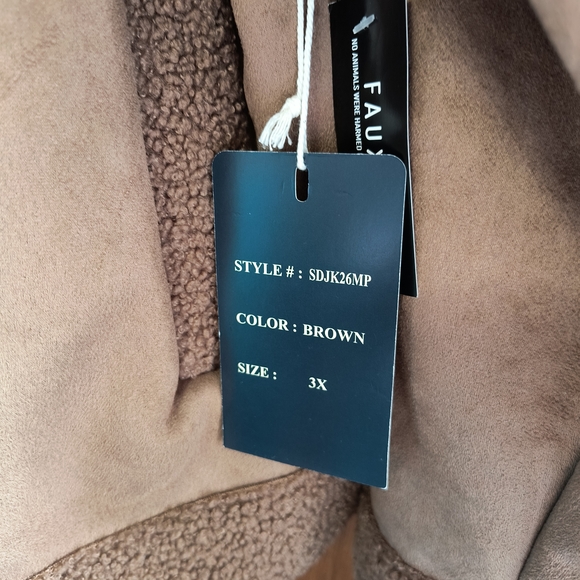 FAUX
NO ANIMALS WERE HARMED
STYLE # : SDJK26MP
COLOR : BROWN
SIZE : 3X